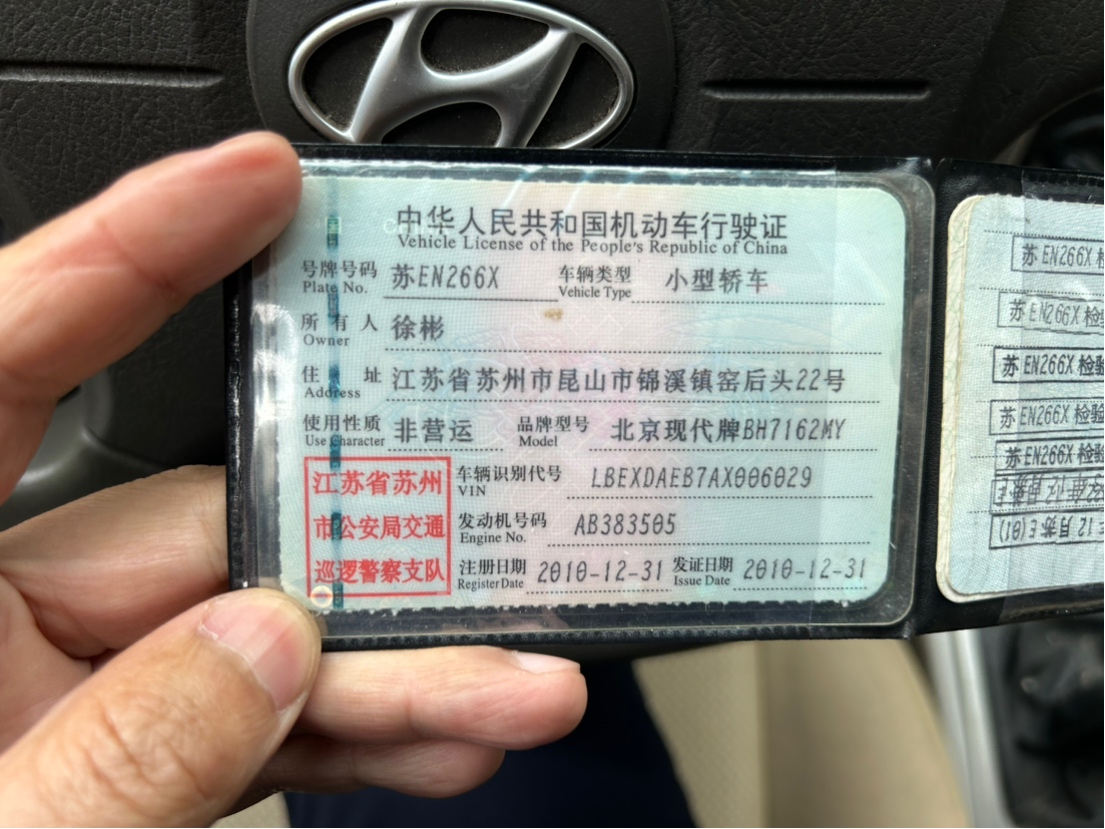 中华人民共和国机动车行驶证
Vehicle License of the People's Republic of China
号牌号码 苏EN266X 车辆类型 小型轿车
Plate No. Vehicle Type
所有人 徐彬
Owner
住址 江苏省苏州市昆山市锦溪镇窑后头22号
Address
使用性质 非营运 品牌型号 北京现代牌BH7162MY
Use Character Model
车辆识别代号 LBEXDAEB7AX006029
VIN
发动机号码 AB383505
Engine No.
注册日期 2010-12-31 发证日期 2010-12-31
Register Date Issue Date
江苏省苏州
市公安局交通
巡逻警察支队
苏EN266X
苏EN266X 检
苏EN266X 检验
苏EN266X 检验
苏EN266X 检验